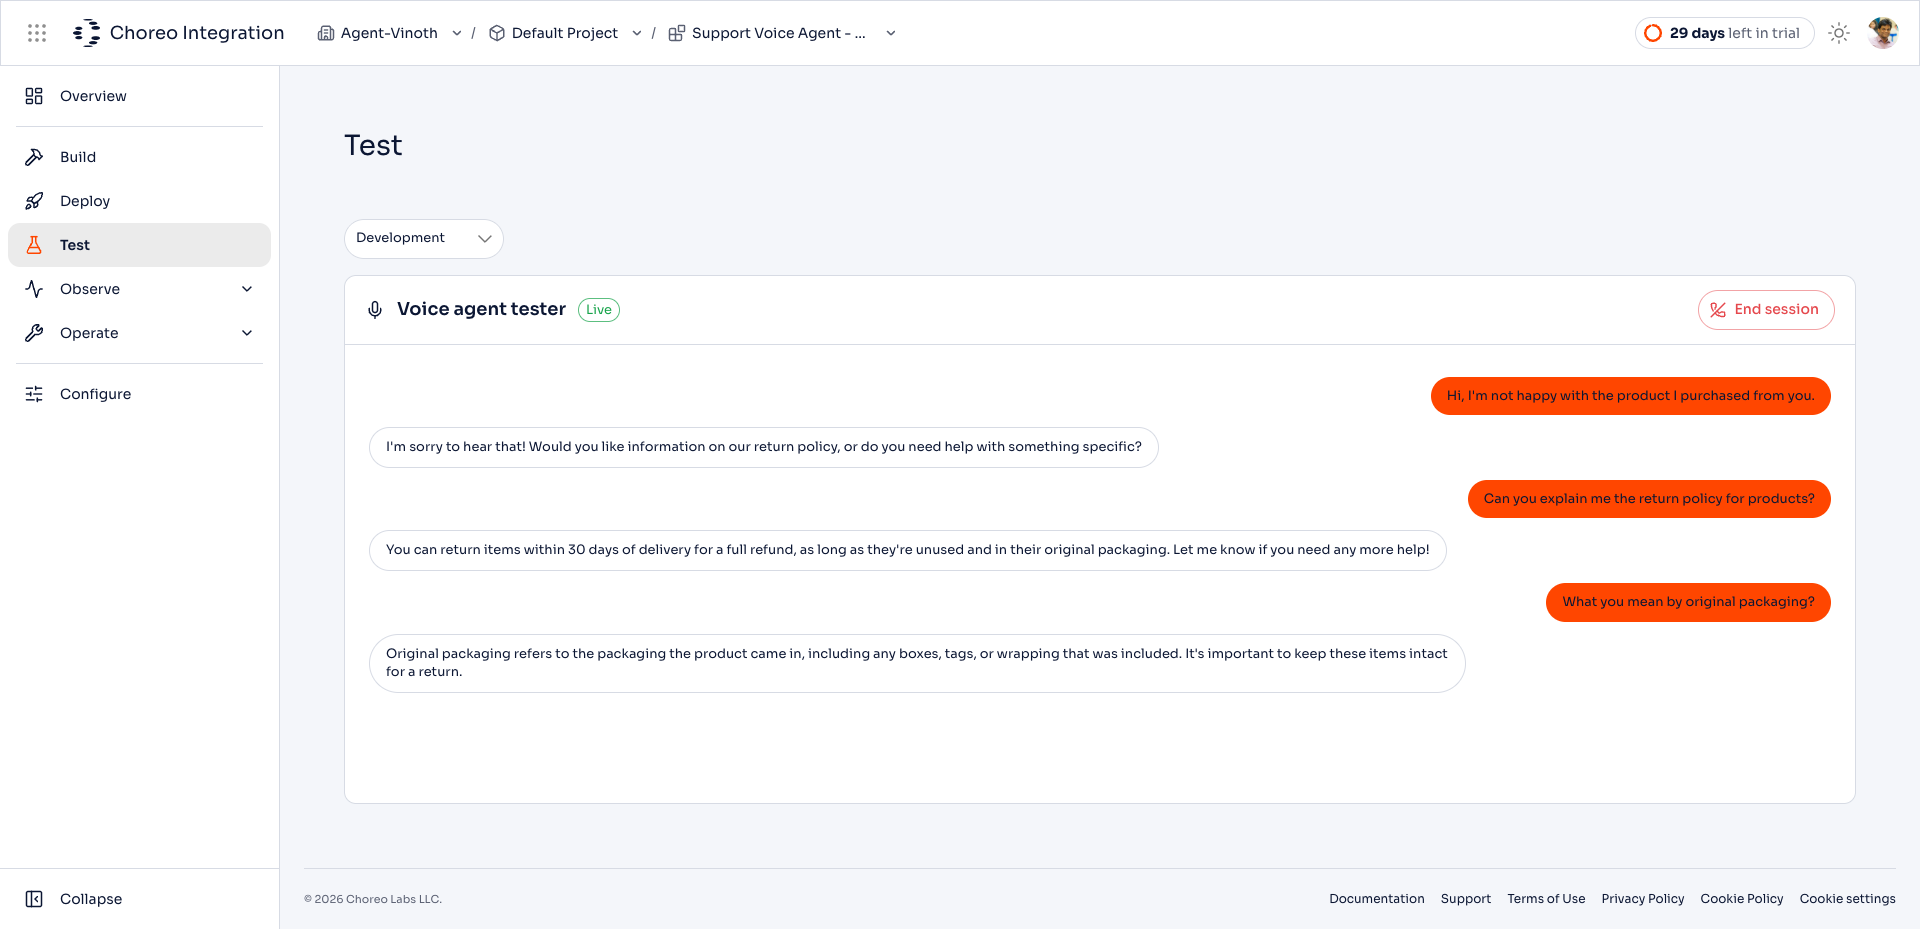 Choreo Integration
Agent-Vinoth
/
Default Project
/
Support Voice Agent - ...
29 days left in trial
Overview
Build
Deploy
Test
Observe
Operate
Configure
Collapse
Test
Development
Voice agent tester
Live
End session
Hi, I'm not happy with the product I purchased from you.
I'm sorry to hear that! Would you like information on our return policy, or do you need help with something specific?
Can you explain me the return policy for products?
You can return items within 30 days of delivery for a full refund, as long as they're unused and in their original packaging. Let me know if you need any more help!
What you mean by original packaging?
Original packaging refers to the packaging the product came in, including any boxes, tags, or wrapping that was included. It's important to keep these items intact
for a return.
© 2026 Choreo Labs LLC.
Documentation
Support
Terms of Use
Privacy Policy
Cookie Policy
Cookie settings